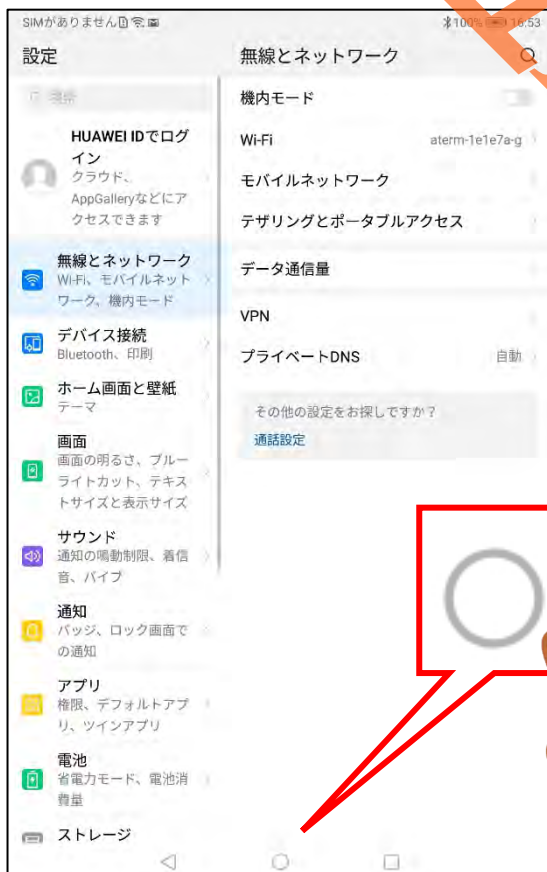 SIMがありません
100% 16:53
設定
検索
HUAWEI IDでログ
イン
クラウド、
AppGalleryなどにア
クセスできます
無線とネットワーク
Wi-Fi、モバイルネット
ワーク、機内モード
デバイス接続
Bluetooth、印刷
ホーム画面と壁紙
テーマ
画面
画面の明るさ、ブルー
ライトカット、テキス
トサイズと表示サイズ
サウンド
通知の鳴動制限、着信
音、バイブ
通知
バッジ、ロック画面で
の通知
アプリ
権限、デフォルトアプ
リ、ツインアプリ
電池
省電力モード、電池消
費量
ストレージ
無線とネットワーク
機内モード
Wi-Fi aterm-1e1e7a-g
モバイルネットワーク
テザリングとポータブルアクセス
データ通信量
VPN
プライベートDNS 自動
その他の設定をお探しですか？
通話設定